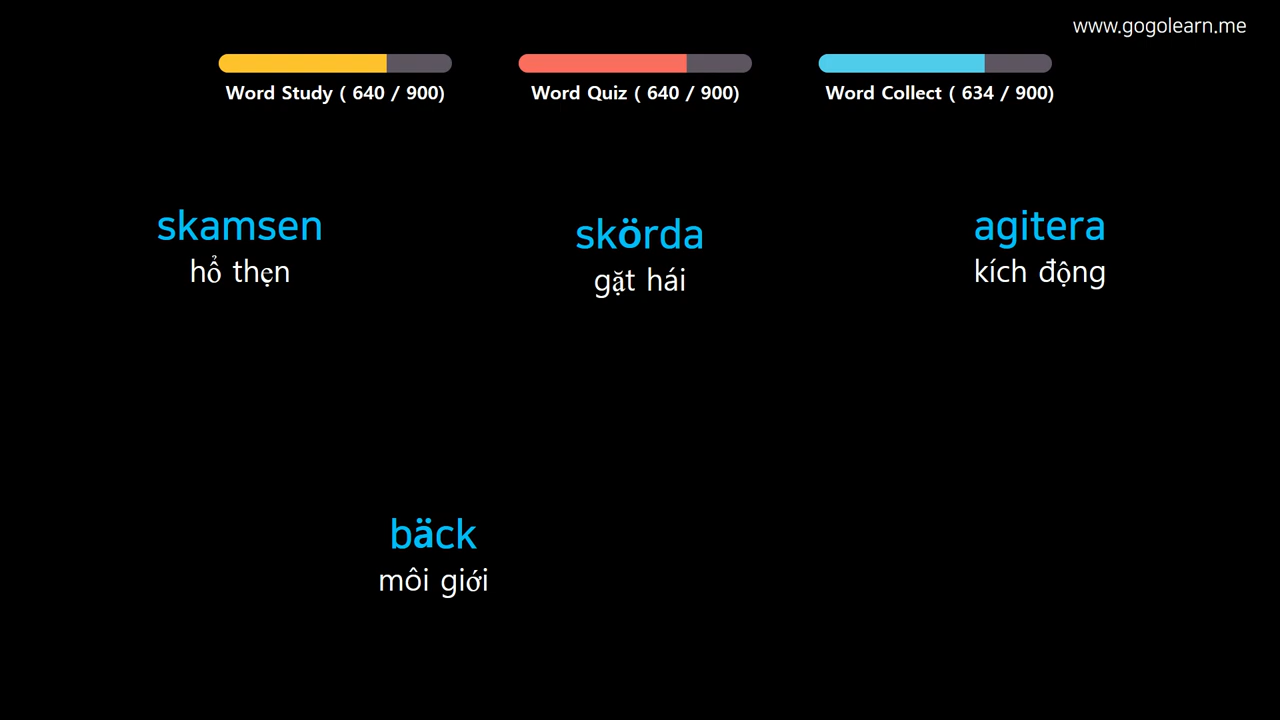 www.gogolearn.me
Word Study ( 640 / 900)
Word Quiz ( 640 / 900)
Word Collect ( 634 / 900)
skamsen
hổ thẹn
skörda
gặt hái
agitera
kích động
bäck
môi giới